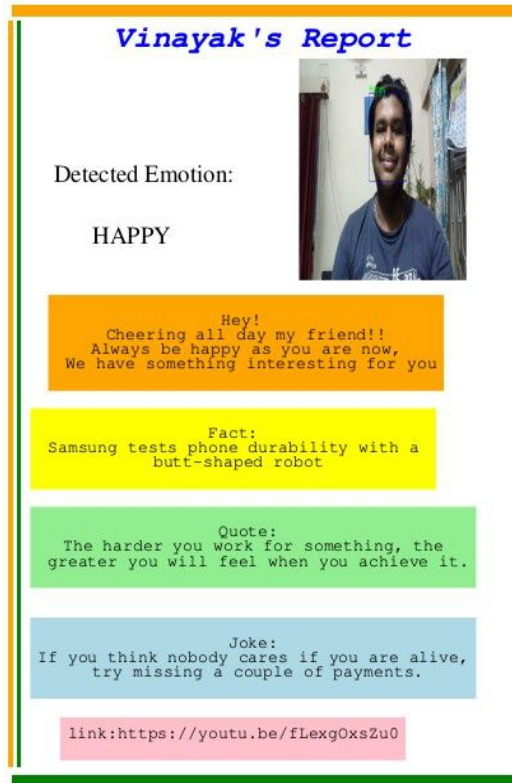 Vinayak's Report
Detected Emotion:
HAPPY
Hey!
Cheering all day my friend!!
Always be happy as you are now,
We have something interesting for you
Fact:
Samsung tests phone durability with a
butt-shaped robot
Quote:
The harder you work for something, the
greater you will feel when you achieve it.
Joke:
If you think nobody cares if you are alive,
try missing a couple of payments.
link:https://youtu.be/fLexgOxsZu0